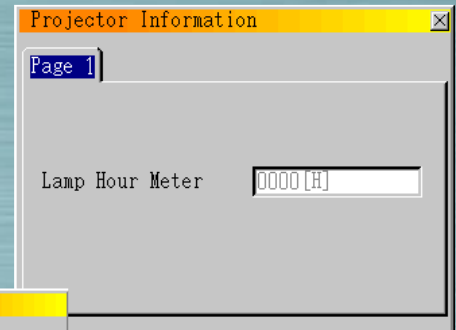 Projector Information
Page 1
Lamp Hour Meter 0000[H]